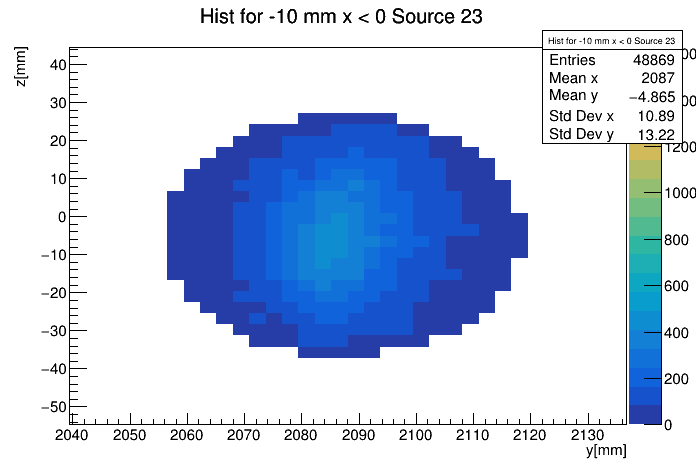 Hist for -10 mm x < 0 Source 23
z[mm]
Hist for -10 mm x < 0 Source 23
Entries 48869
Mean x 2087
Mean y −4.865
Std Dev x 10.89
Std Dev y 13.22
40
30
20
10
0
−10
−20
−30
−40
−50
2040 2050 2060 2070 2080 2090 2100 2110 2120 2130
y[mm]
1200
1000
800
600
400
200
0